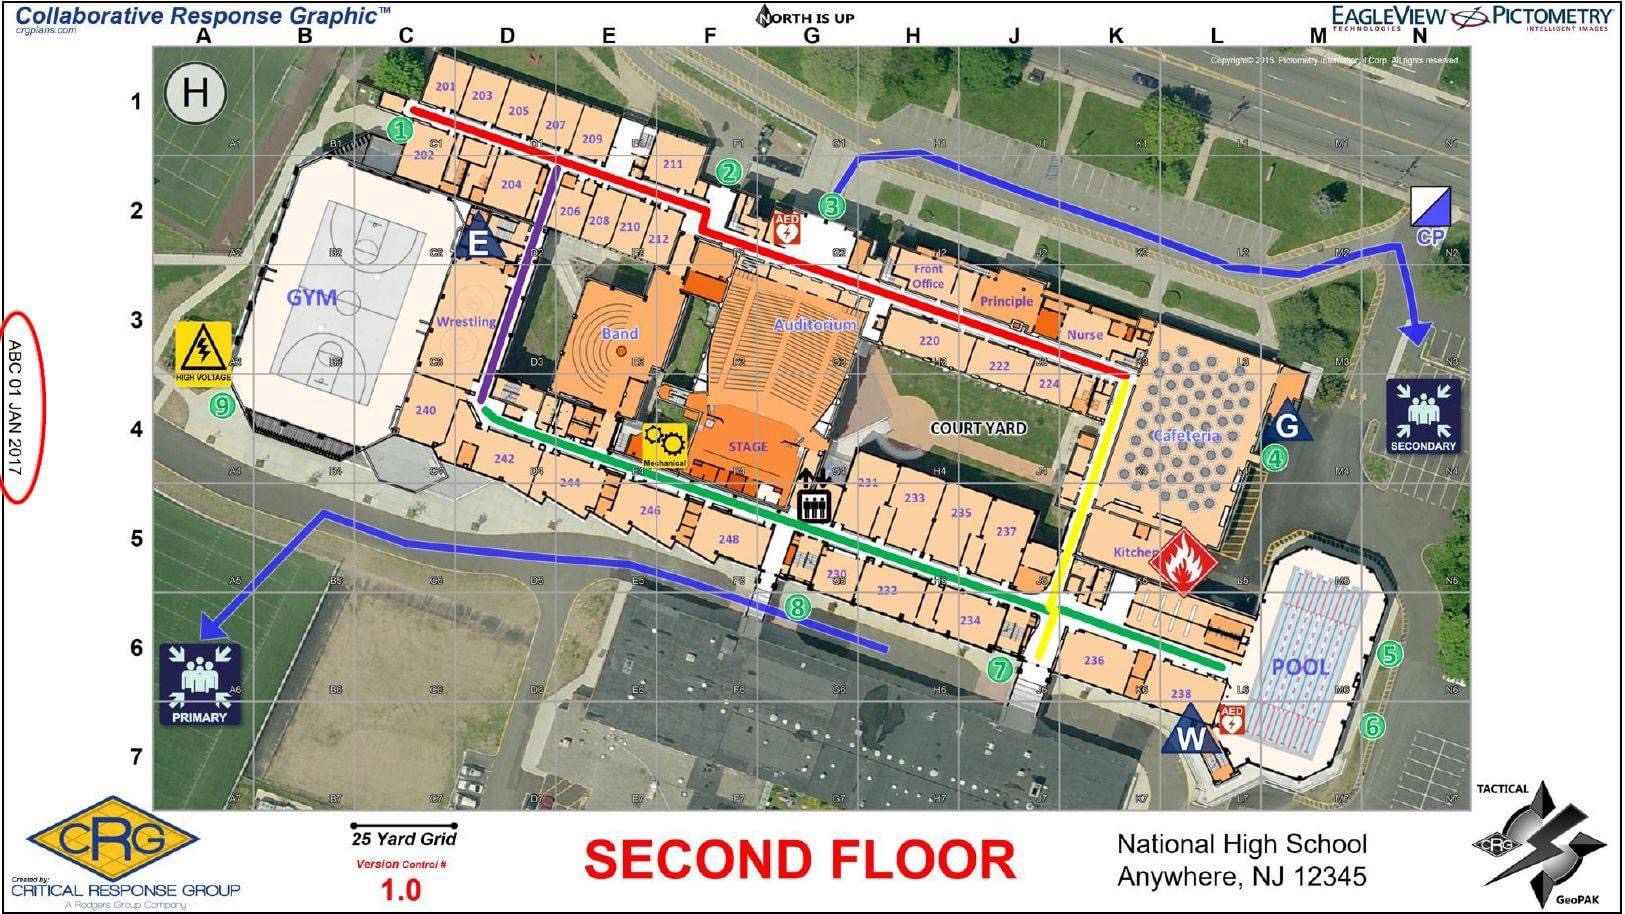 Collaborative Response Graphic™
crgplans.com
NORTH IS UP
EAGLEVIEW TECHNOLOGIES
PICTOMETRY INTELLIGENT IMAGES
A B C D E F G H J K L M N
Copyright© 2015, Pictometry International Corp. All rights reserved.
1
2
3
4
5
6
7
H
201
203
205
207
209
211
202
204
206
208
210
212
1
2
3
AED
CP
E
GYM
Wrestling
Band
Auditorium
Front
Office
Principle
Nurse
220
222
224
HIGH VOLTAGE
9
240
242
244
246
248
Mechanical
STAGE
COURT YARD
Cafeteria
G
4
SECONDARY
231
233
235
237
Kitchen
230
232
234
236
238
8
7
POOL
5
6
AED
W
PRIMARY
A1 B1 C1 D1 E1 F1 G1 H1 J1 K1 L1 M1 N1
A2 B2 C2 D2 E2 F2 G2 H2 J2 K2 L2 M2 N2
A3 B3 C3 D3 E3 F3 G3 J3 L3 M3 N3
A4 B4 D4 E4 F4 G4 H4 J4 K4 M4 N4
A5 B5 C5 D5 E5 F5 G5 H5 J5 K5 L5 M5 N5
A6 B6 C6 D6 E6 F6 G6 H6 J6 K6 L6 M6 N6
A7 B7 C7 D7 E7 F7 G7 H7 J7 K7 L7 M7 N7
ABC 01 JAN 2017
CRG
Created by:
CRITICAL RESPONSE GROUP
A Rodgers Group Company
25 Yard Grid
Version Control #
1.0
SECOND FLOOR
National High School
Anywhere, NJ 12345
TACTICAL
CRG
GeoPAK